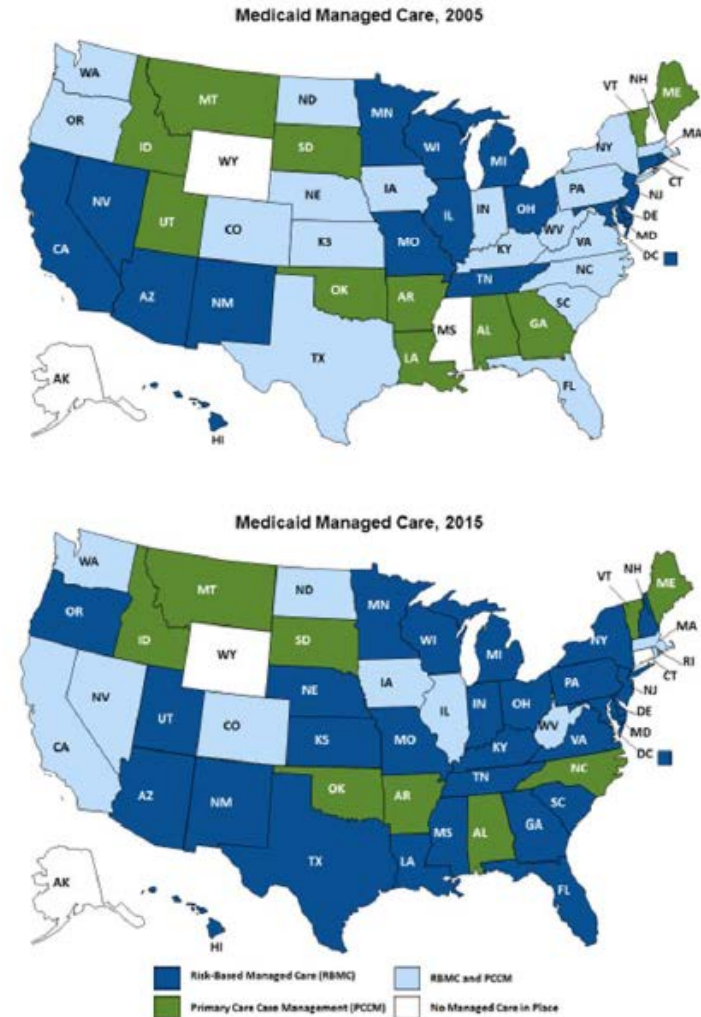 Medicaid Managed Care, 2005
WA
OR
CA
NV
ID
MT
WY
UT
AZ
CO
NM
ND
SD
NE
KS
OK
TX
MN
IA
MO
AR
LA
WI
IL
MI
IN
OH
KY
TN
MS
AL
GA
FL
SC
NC
VA
WV
PA
NY
VT
NH
ME
MA
CT
NJ
DE
MD
DC
AK
HI
Medicaid Managed Care, 2015
WA
OR
CA
NV
ID
MT
WY
UT
AZ
CO
NM
ND
SD
NE
KS
OK
TX
MN
IA
MO
AR
LA
WI
IL
MI
IN
OH
KY
TN
MS
AL
GA
FL
SC
NC
VA
WV
PA
NY
VT
NH
ME
MA
RI
CT
NJ
DE
MD
DC
AK
HI
Risk-Based Managed Care (RBMC)
RBMC and PCCM
Primary Care Case Management (PCCM)
No Managed Care in Place